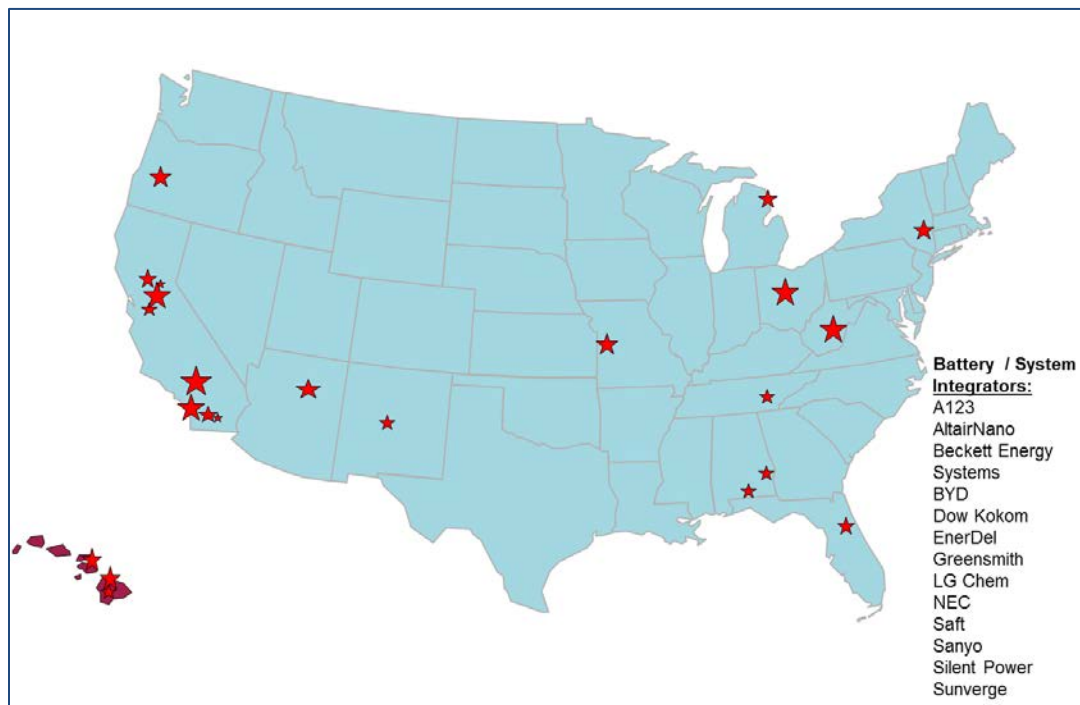 Battery / System
Integrators:
A123
AltairNano
Beckett Energy
Systems
BYD
Dow Kokom
EnerDel
Greensmith
LG Chem
NEC
Saft
Sanyo
Silent Power
Sunverge